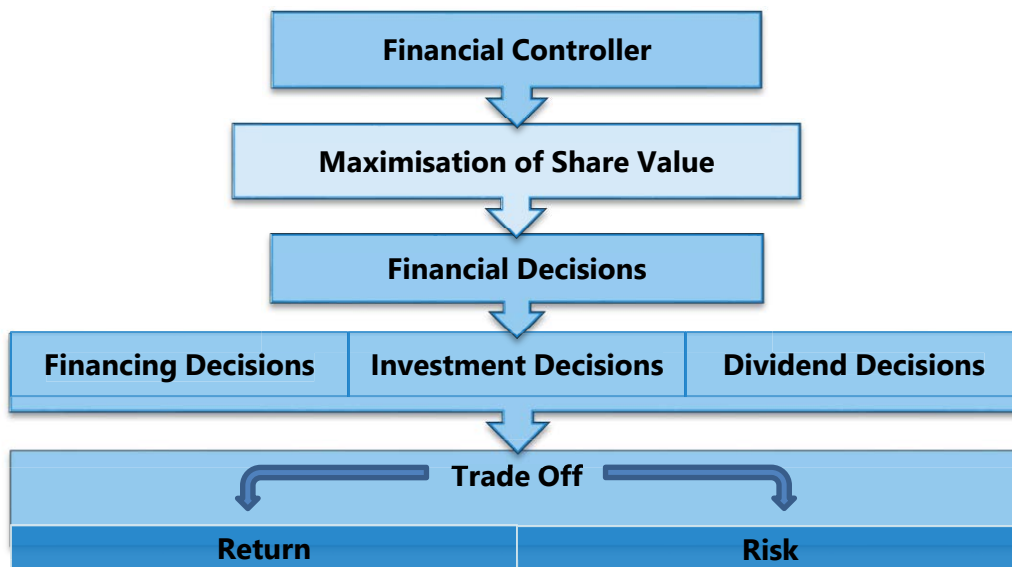 Financial Controller
Maximisation of Share Value
Financial Decisions
Financing Decisions
Investment Decisions
Dividend Decisions
Trade Off
Return
Risk